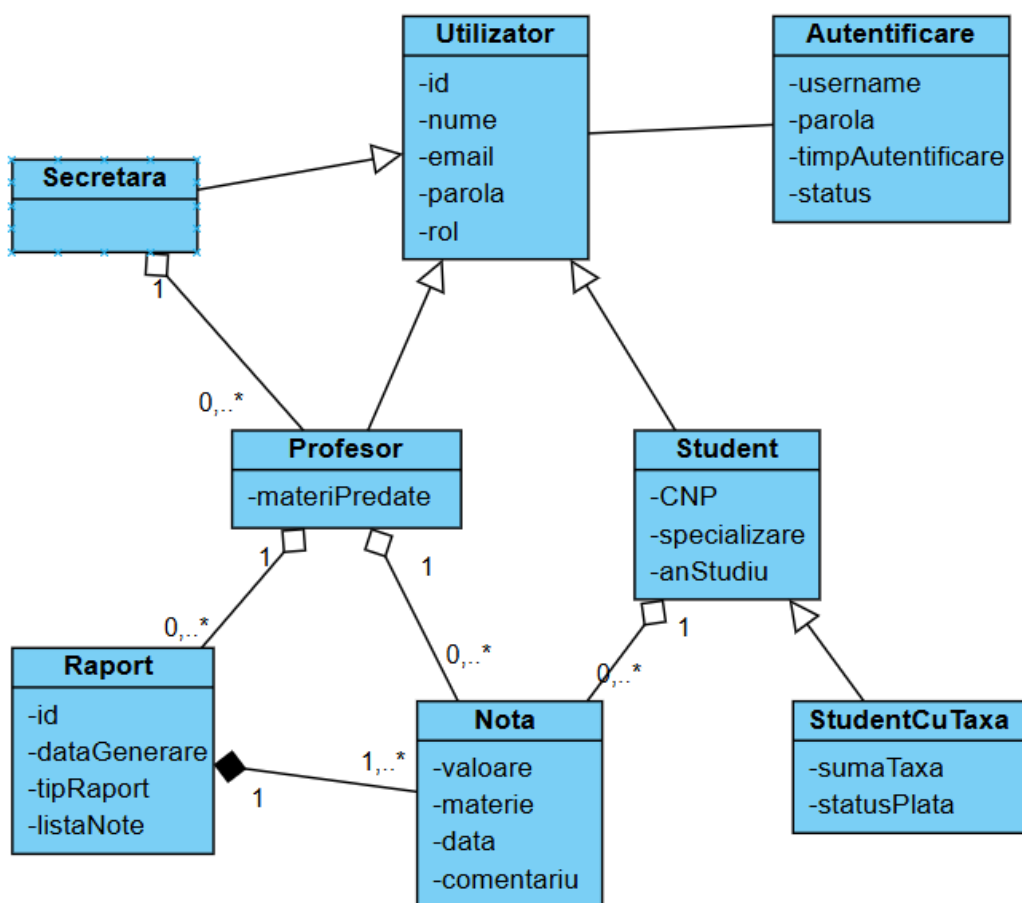 Utilizator
-id
-nume
-email
-parola
-rol
Autentificare
-username
-parola
-timpAutentificare
-status
Secretara
1
0,..*
Profesor
-materiPredate
1
0,..*
1
0,..*
Student
-CNP
-specializare
-anStudiu
1
0,..*
Raport
-id
-dataGenerare
-tipRaport
-listaNote
1
1,..*
Nota
-valoare
-materie
-data
-comentariu
StudentCuTaxa
-sumaTaxa
-statusPlata